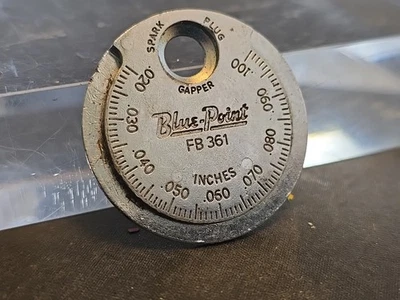 SPARK PLUG
GAPPER
Blue-Point
FB 361
INCHES
.020
.030
.040
.050
.060
.070
.080
.090
.100